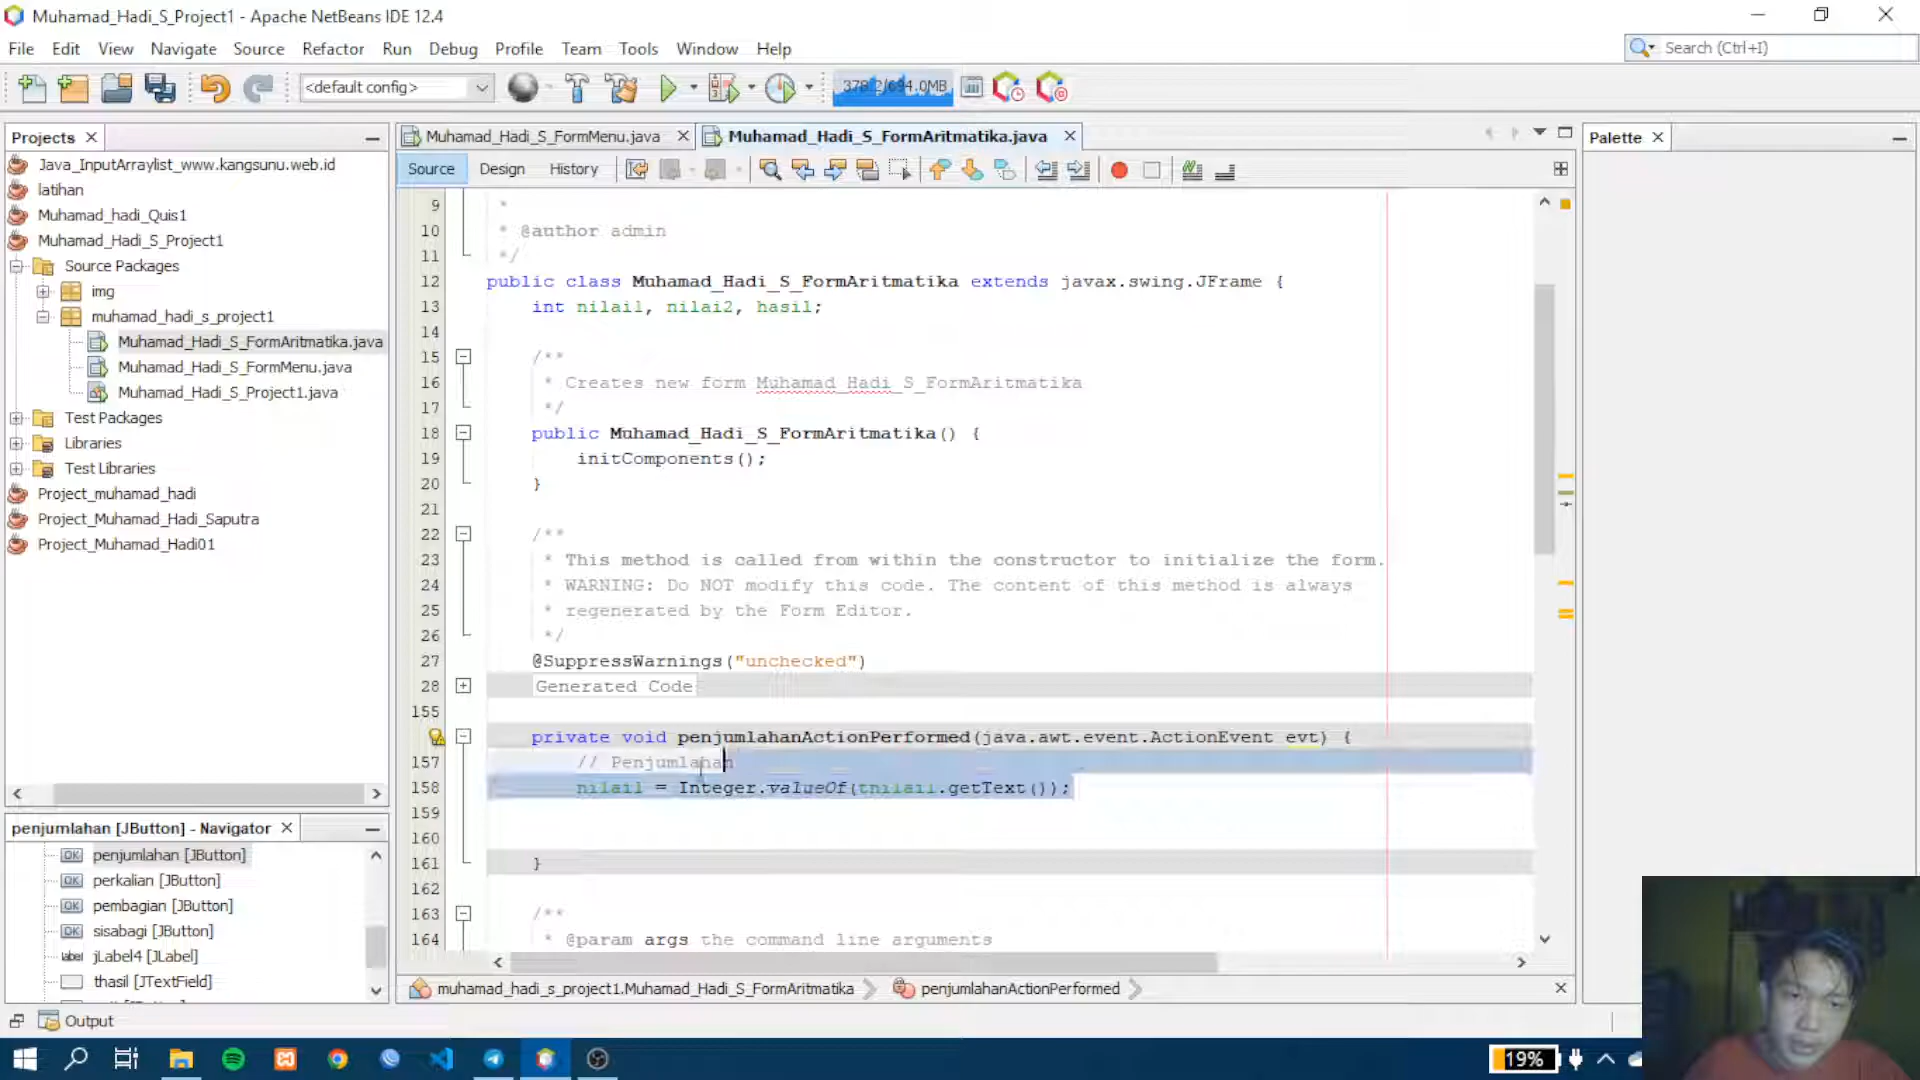 Muhamad_Hadi_S_Project1 - Apache NetBeans IDE 12.4
File Edit View Navigate Source Refactor Run Debug Profile Team Tools Window Help
Search (Ctrl+I)
<default config>
378.2/694.0MB
Projects
Java_InputArraylist_www.kangsunu.web.id
latihan
Muhamad_hadi_Quis1
Muhamad_Hadi_S_Project1
Source Packages
img
muhamad_hadi_s_project1
Muhamad_Hadi_S_FormAritmatika.java
Muhamad_Hadi_S_FormMenu.java
Muhamad_Hadi_S_Project1.java
Test Packages
Libraries
Test Libraries
Project_muhamad_hadi
Project_Muhamad_Hadi_Saputra
Project_Muhamad_Hadi01
penjumlahan [JButton] - Navigator
penjumlahan [JButton]
perkalian [JButton]
pembagian [JButton]
sisabagi [JButton]
label jLabel4 [JLabel]
thasil [JTextField]
Muhamad_Hadi_S_FormMenu.java Muhamad_Hadi_S_FormAritmatika.java
Source Design History
9 *
10 * @author admin
11 */
12 public class Muhamad_Hadi_S_FormAritmatika extends javax.swing.JFrame {
13 int nilai1, nilai2, hasil;
14
15 /**
16 * Creates new form Muhamad_Hadi_S_FormAritmatika
17 */
18 public Muhamad_Hadi_S_FormAritmatika() {
19 initComponents();
20 }
21
22 /**
23 * This method is called from within the constructor to initialize the form.
24 * WARNING: Do NOT modify this code. The content of this method is always
25 * regenerated by the Form Editor.
26 */
27 @SuppressWarnings("unchecked")
28 Generated Code
155
private void penjumlahanActionPerformed(java.awt.event.ActionEvent evt) {
157 // Penjumlahan
158 nilai1 = Integer.valueOf(tnilai1.getText());
159
160
161 }
162
163 /**
164 * @param args the command line arguments
muhamad_hadi_s_project1.Muhamad_Hadi_S_FormAritmatika penjumlahanActionPerformed
Palette
Output
19%